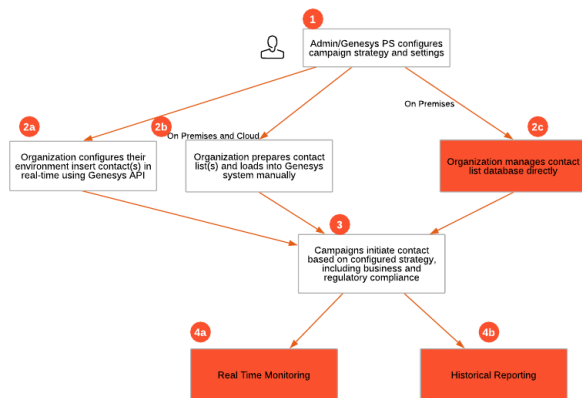 1
Admin/Genesys PS configures
campaign strategy and settings
On Premises
2a
2b
2c
On Premises and Cloud
Organization configures their
environment insert contact(s) in
real-time using Genesys API
Organization prepares contact
list(s) and loads into Genesys
system manually
Organization manages contact
list database directly
3
Campaigns initiate contact
based on configured strategy,
including business and
regulatory compliance
4a
4b
Real Time Monitoring
Historical Reporting